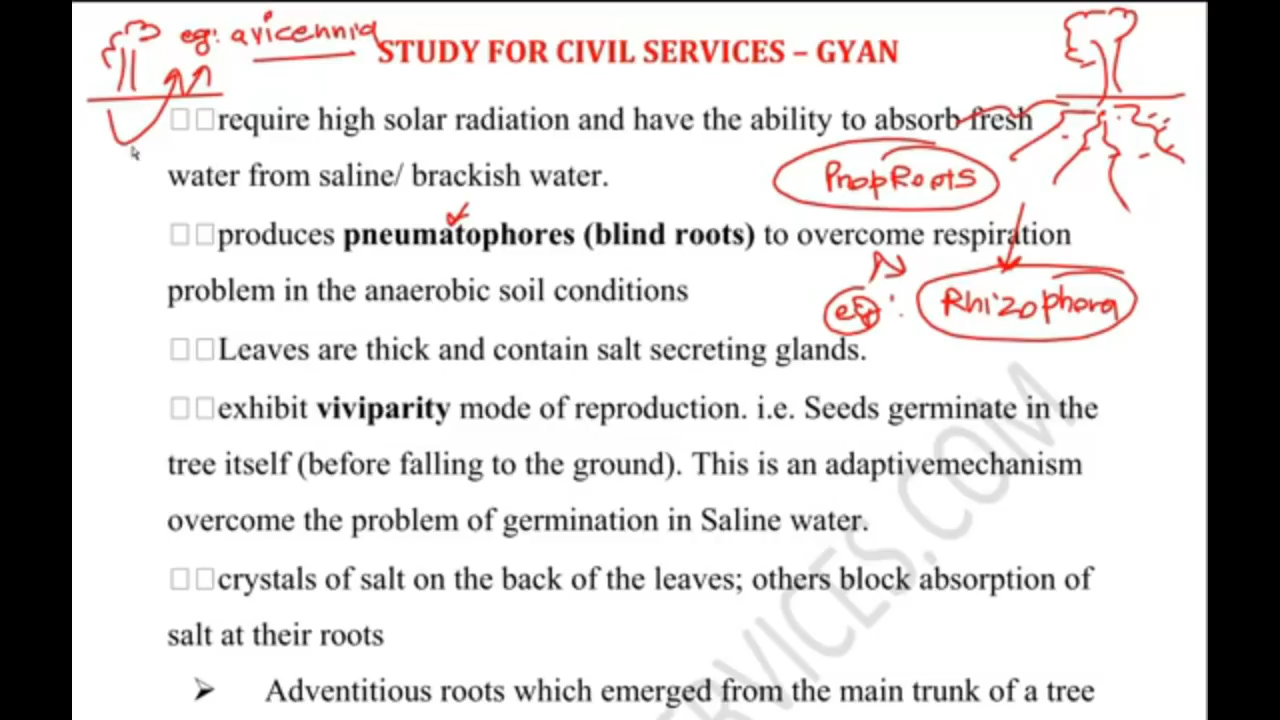 eg: avicennia
STUDY FOR CIVIL SERVICES – GYAN
require high solar radiation and have the ability to absorb fresh
water from saline/ brackish water.
PropRoots
produces pneumatophores (blind roots) to overcome respiration
problem in the anaerobic soil conditions
eg: Rhizophora
Leaves are thick and contain salt secreting glands.
exhibit viviparity mode of reproduction. i.e. Seeds germinate in the
tree itself (before falling to the ground). This is an adaptivemechanism
overcome the problem of germination in Saline water.
crystals of salt on the back of the leaves; others block absorption of
salt at their roots
➤ Adventitious roots which emerged from the main trunk of a tree
VICES.COM